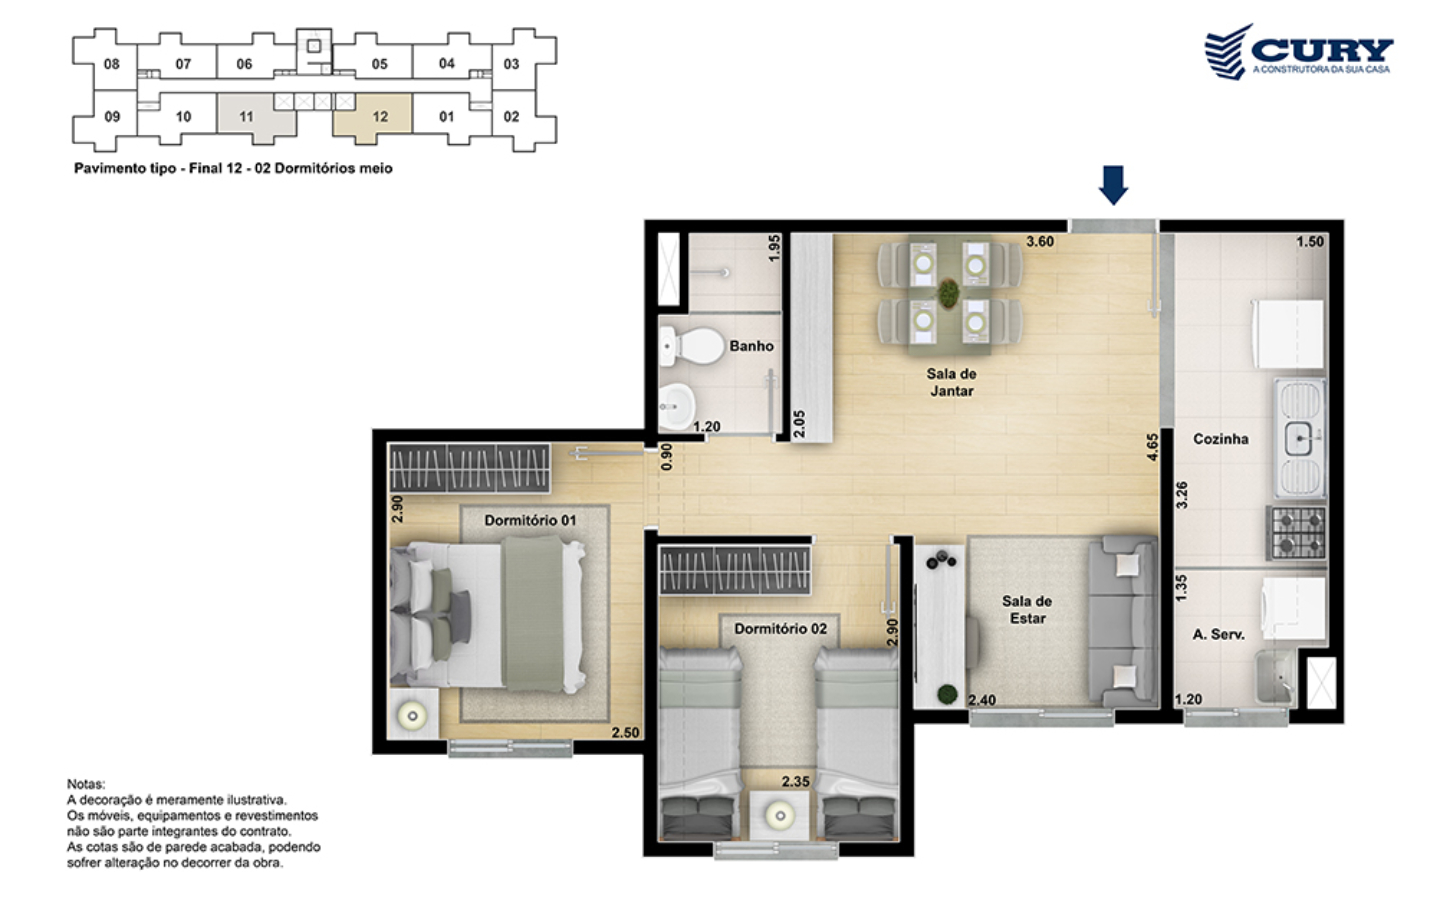 08
07
06
05
04
03
09
10
11
12
01
02
Pavimento tipo - Final 12 - 02 Dormitórios meio
CURY
A CONSTRUTORA DA SUA CASA
1.95
3.60
1.50
Banho
Sala de
Jantar
1.20
2.05
0.90
4.65
Cozinha
3.26
2.90
Dormitório 01
1.35
Sala de
Estar
Dormitório 02
2.90
A. Serv.
2.40
1.20
2.50
2.35
Notas:
A decoração é meramente ilustrativa.
Os móveis, equipamentos e revestimentos
não são parte integrantes do contrato.
As cotas são de parede acabada, podendo
sofrer alteração no decorrer da obra.